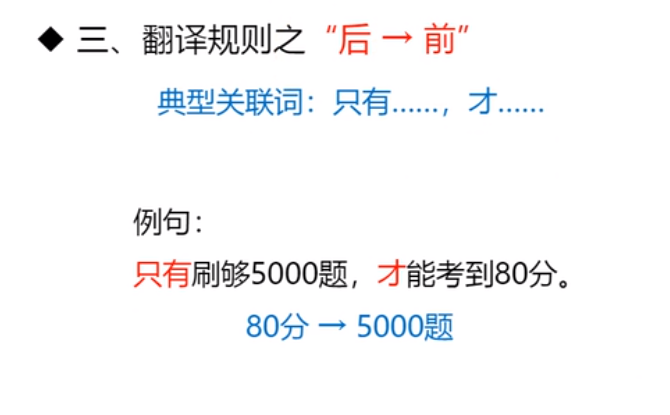 ◆ 三、翻译规则之“后 → 前”
典型关联词：只有……，才……
例句：
只有刷够5000题，才能考到80分。
80分 → 5000题